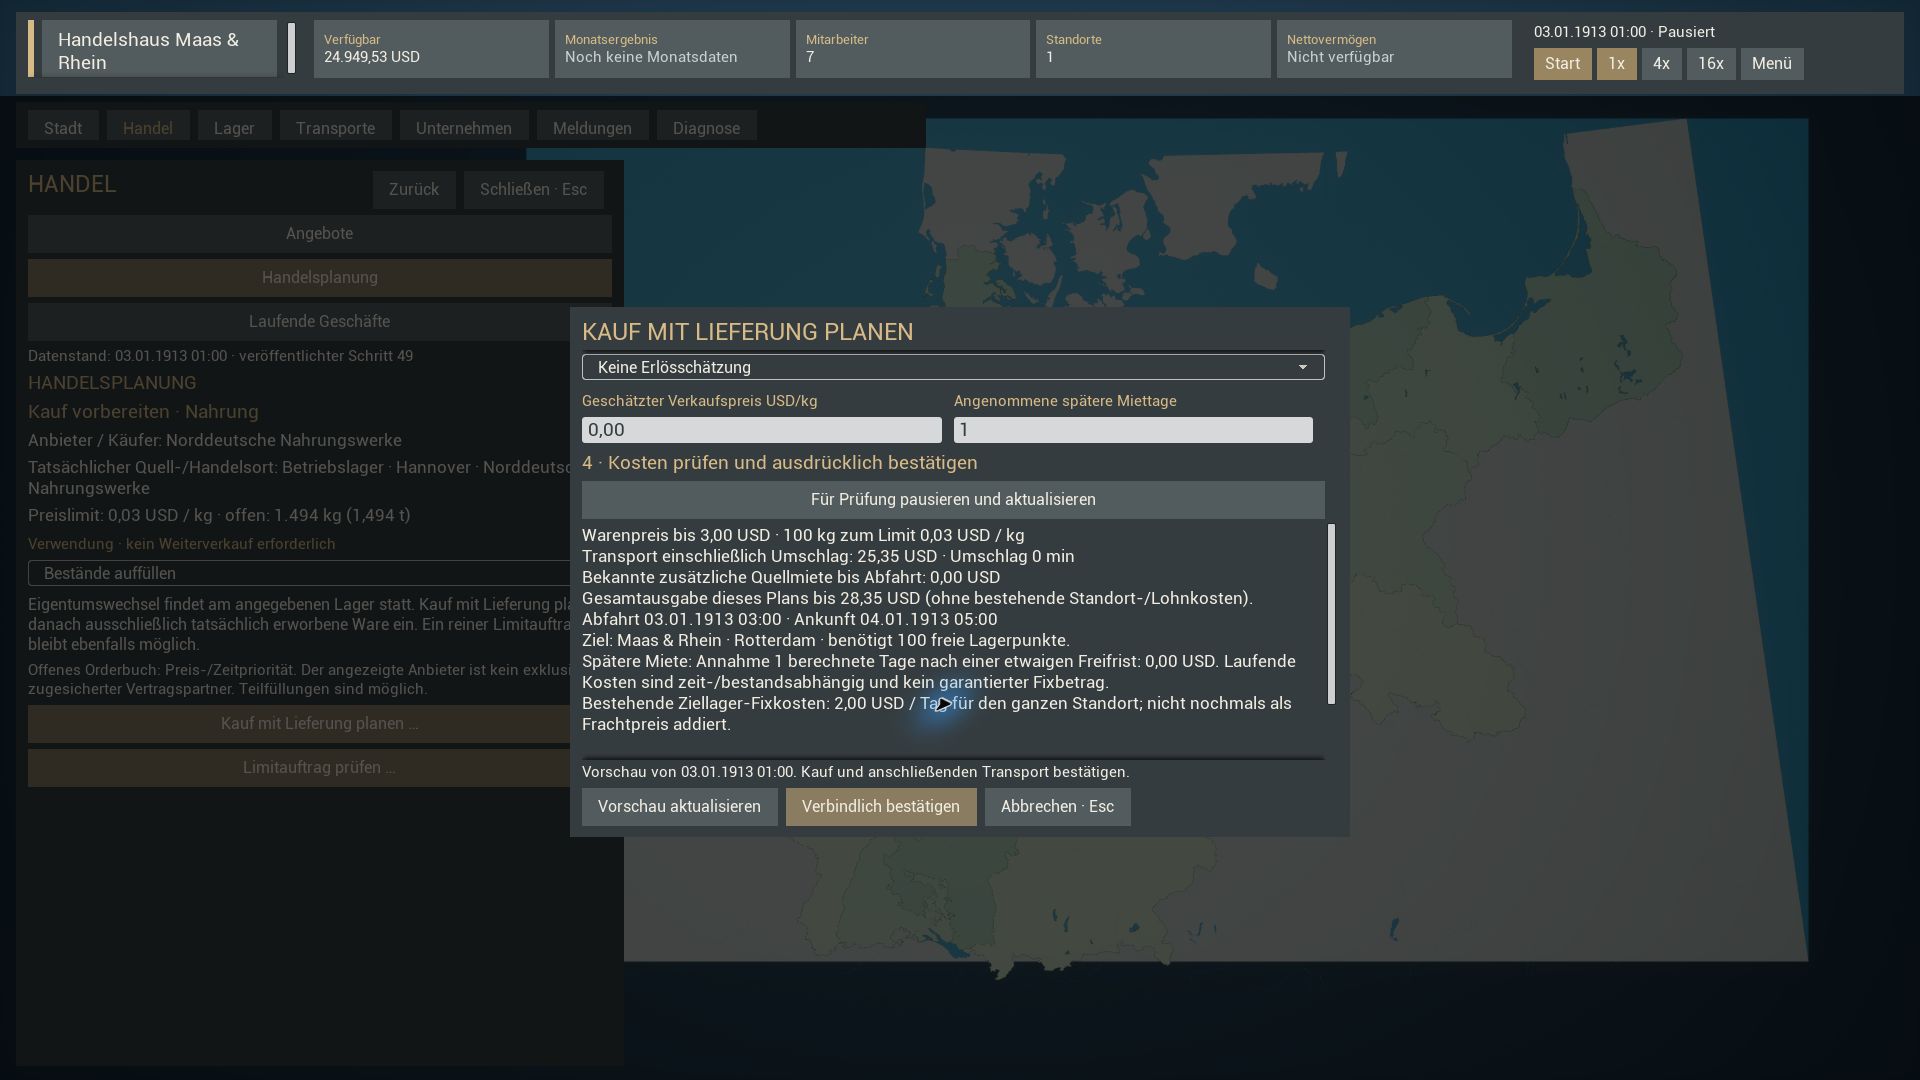 Handelshaus Maas &
Rhein
Verfügbar
24.949,53 USD
Monatsergebnis
Noch keine Monatsdaten
Mitarbeiter
7
Standorte
1
Nettovermögen
Nicht verfügbar
03.01.1913 01:00 · Pausiert
Start
1x
4x
16x
Menü
Stadt
Handel
Lager
Transporte
Unternehmen
Meldungen
Diagnose
HANDEL
Zurück
Schließen · Esc
Angebote
Handelsplanung
Laufende Geschäfte
Datenstand: 03.01.1913 01:00 · veröffentlichter Schritt 49
HANDELSPLANUNG
Kauf vorbereiten · Nahrung
Anbieter / Käufer: Norddeutsche Nahrungswerke
Tatsächlicher Quell-/Handelsort: Betriebslager · Hannover · Norddeutsc
Nahrungswerke
Preislimit: 0,03 USD / kg · offen: 1.494 kg (1,494 t)
Verwendung · kein Weiterverkauf erforderlich
Bestände auffüllen
Eigentumswechsel findet am angegebenen Lager statt. Kauf mit Lieferung pla
danach ausschließlich tatsächlich erworbene Ware ein. Ein reiner Limitauftra
bleibt ebenfalls möglich.
Offenes Orderbuch: Preis-/Zeitpriorität. Der angezeigte Anbieter ist kein exklusi
zugesicherter Vertragspartner. Teilfüllungen sind möglich.
Kauf mit Lieferung planen ...
Limitauftrag prüfen ...
KAUF MIT LIEFERUNG PLANEN
Keine Erlösschätzung
Geschätzter Verkaufspreis USD/kg
Angenommene spätere Miettage
0,00
1
4 · Kosten prüfen und ausdrücklich bestätigen
Für Prüfung pausieren und aktualisieren
Warenpreis bis 3,00 USD · 100 kg zum Limit 0,03 USD / kg
Transport einschließlich Umschlag: 25,35 USD · Umschlag 0 min
Bekannte zusätzliche Quellmiete bis Abfahrt: 0,00 USD
Gesamtausgabe dieses Plans bis 28,35 USD (ohne bestehende Standort-/Lohnkosten).
Abfahrt 03.01.1913 03:00 · Ankunft 04.01.1913 05:00
Ziel: Maas & Rhein · Rotterdam · benötigt 100 freie Lagerpunkte.
Spätere Miete: Annahme 1 berechnete Tage nach einer etwaigen Freifrist: 0,00 USD. Laufende
Kosten sind zeit-/bestandsabhängig und kein garantierter Fixbetrag.
Bestehende Ziellager-Fixkosten: 2,00 USD / Tag für den ganzen Standort; nicht nochmals als
Frachtpreis addiert.
Vorschau von 03.01.1913 01:00. Kauf und anschließenden Transport bestätigen.
Vorschau aktualisieren
Verbindlich bestätigen
Abbrechen · Esc